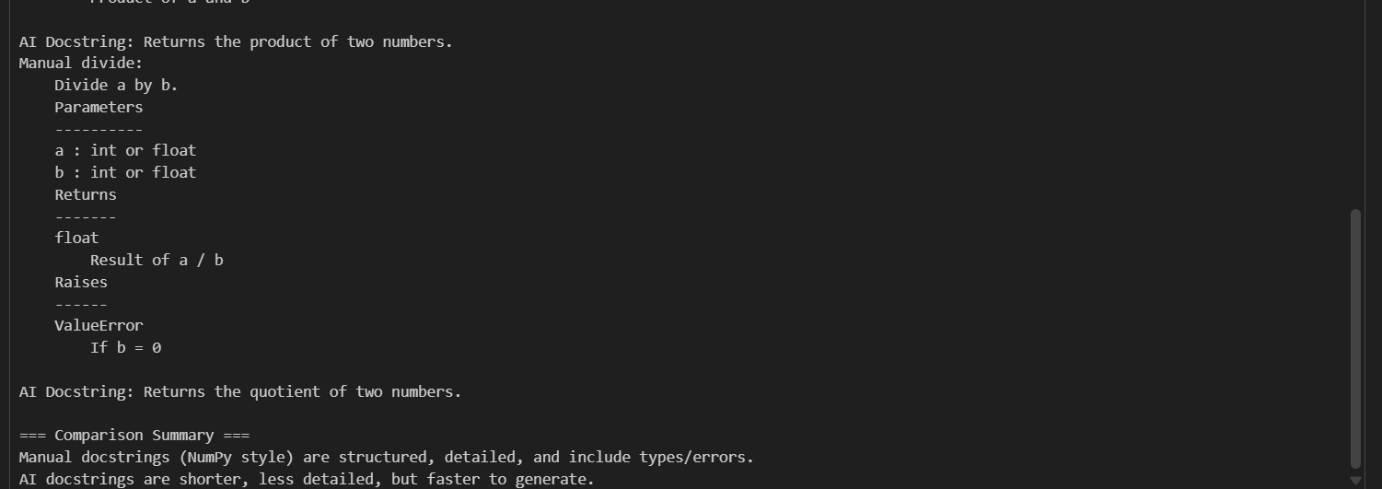 Product of a and b
AI Docstring: Returns the product of two numbers.
Manual divide:
Divide a by b.
Parameters
----------
a : int or float
b : int or float
Returns
-------
float
Result of a / b
Raises
------
ValueError
If b = 0
AI Docstring: Returns the quotient of two numbers.
=== Comparison Summary ===
Manual docstrings (NumPy style) are structured, detailed, and include types/errors.
AI docstrings are shorter, less detailed, but faster to generate.